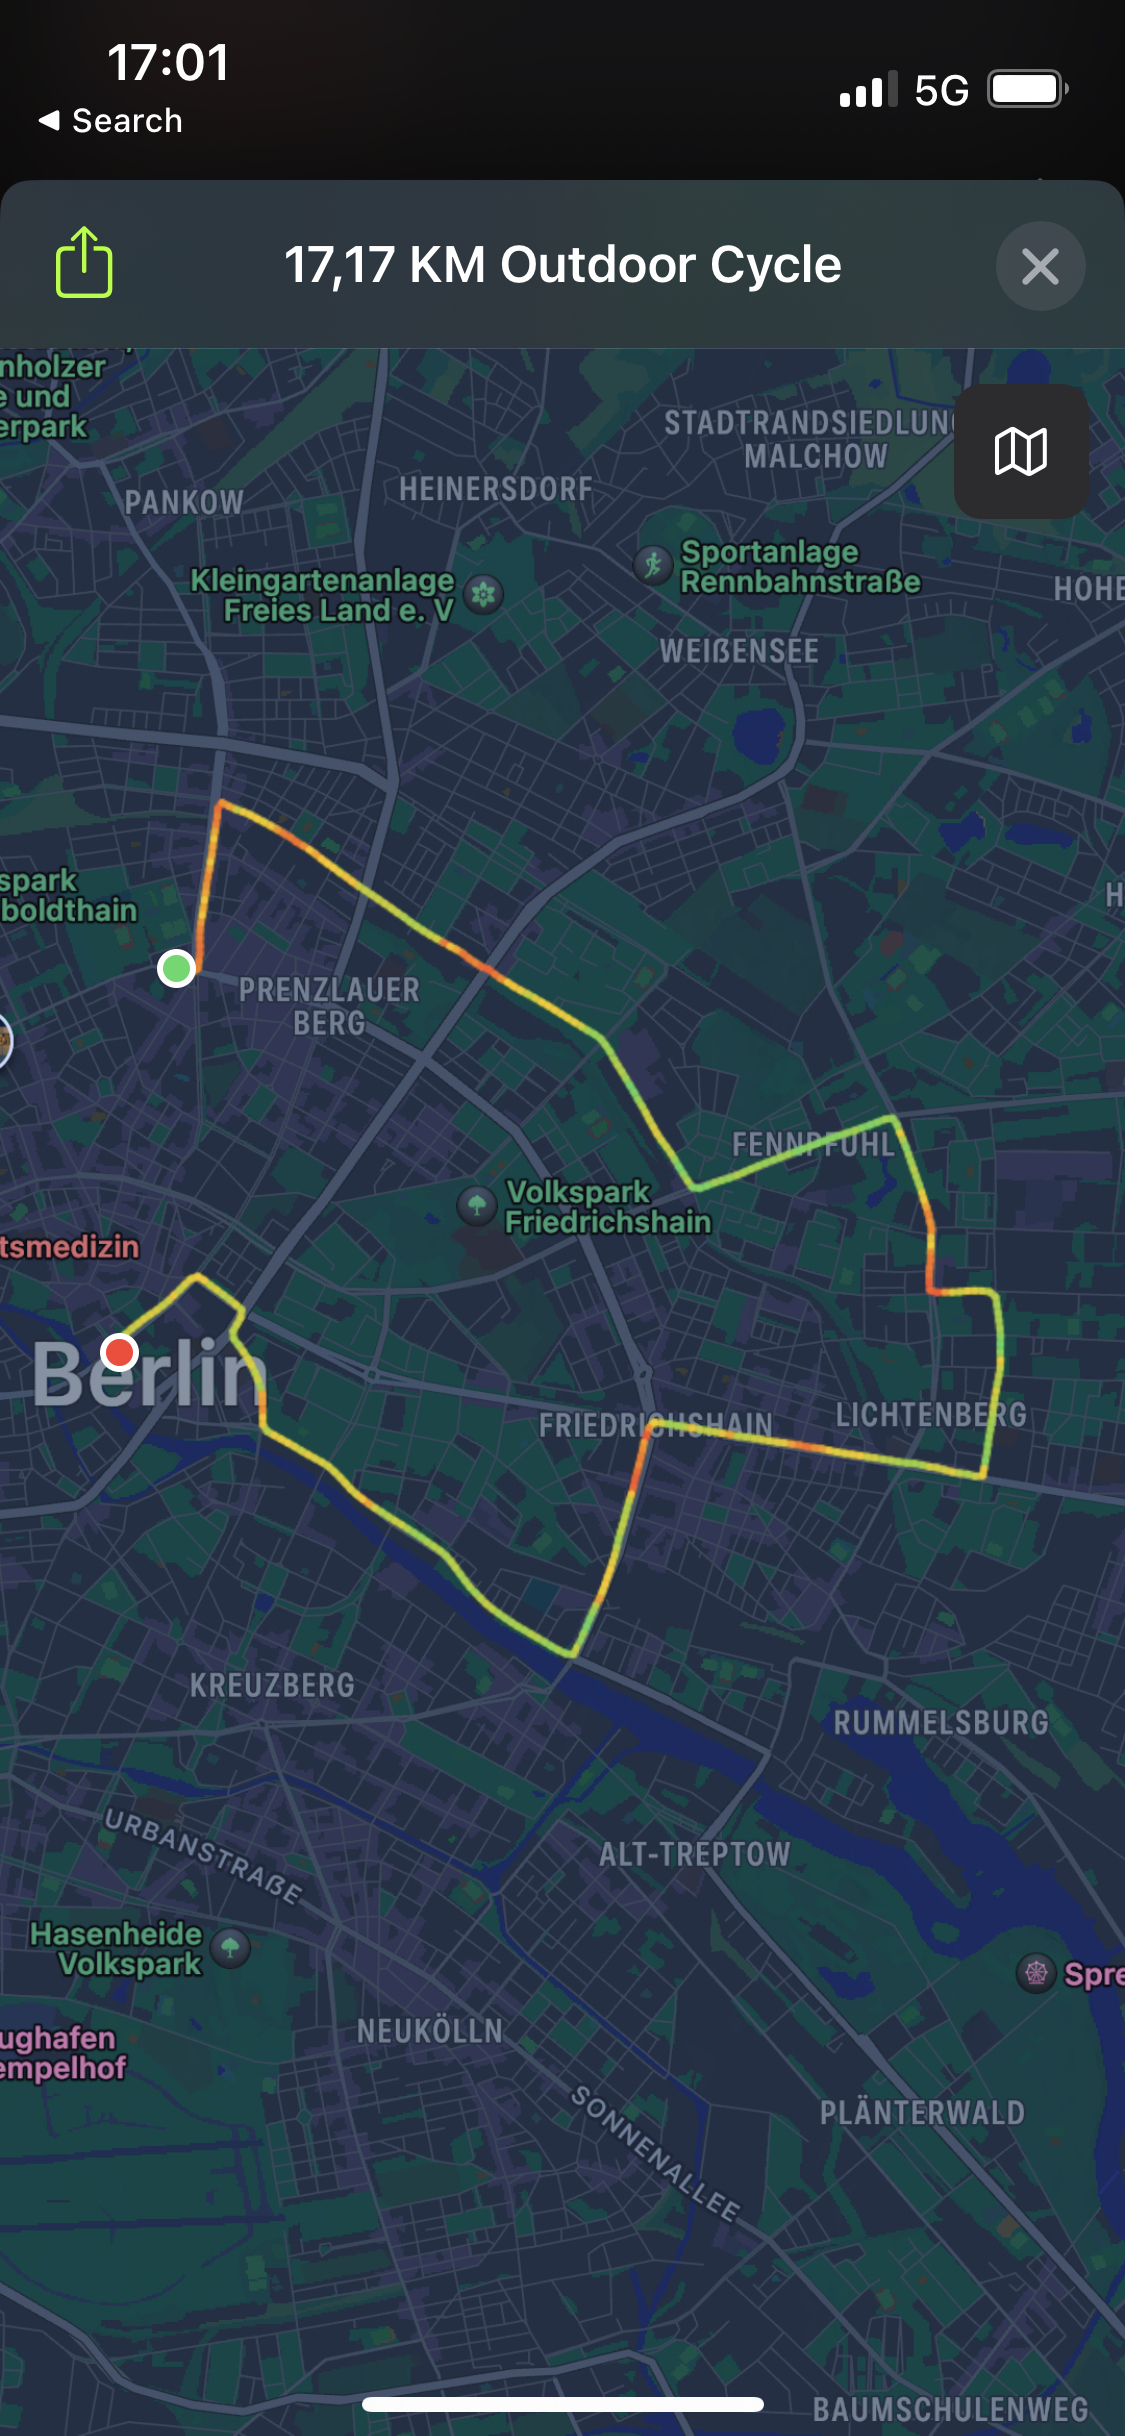 17:01
5G
Search
17,17 KM Outdoor Cycle
nholzer
e und
erpark
STADTRANDSIEDLUNG
MALCHOW
PANKOW
HEINERSDORF
Sportanlage
Rennbahnstraße
Kleingartenanlage
Freies Land e. V
HOHE
WEIẞENSEE
spark
boldthain
H
PRENZLAUER
BERG
FENNPFUHL
Volkspark
Friedrichshain
tsmedizin
Berlin
FRIEDRICHSHAIN
LICHTENBERG
KREUZBERG
RUMMELSBURG
URBANSTRAẞE
ALT-TREPTOW
Hasenheide
Volkspark
Spre
NEUKÖLLN
ughafen
empelhof
SONNENALLEE
PLÄNTERWALD
BAUMSCHULENWEG